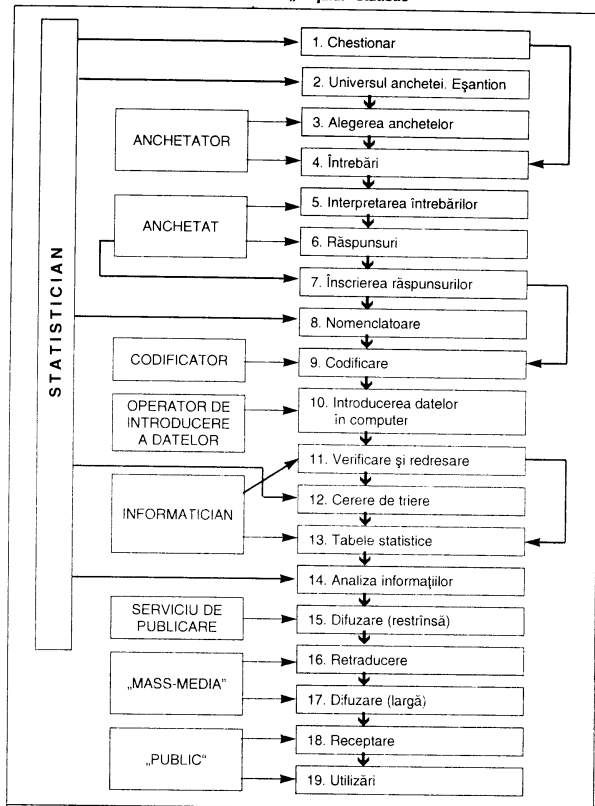 1. Chestionar
2. Universul anchetei. Eşantion
3. Alegerea anchetelor
ANCHETATOR
4. Întrebări
5. Interpretarea întrebărilor
ANCHETAT
6. Răspunsuri
7. Înscrierea răspunsurilor
STATISTICIAN
8. Nomenclatoare
CODIFICATOR
9. Codificare
OPERATOR DE
INTRODUCERE
A DATELOR
10. Introducerea datelor
în computer
11. Verificare şi redresare
12. Cerere de triere
INFORMATICIAN
13. Tabele statistice
14. Analiza informaţiilor
SERVICIU DE
PUBLICARE
15. Difuzare (restrînsă)
16. Retraducere
„MASS-MEDIA"
17. Difuzare (largă)
18. Receptare
„PUBLIC"
19. Utilizări